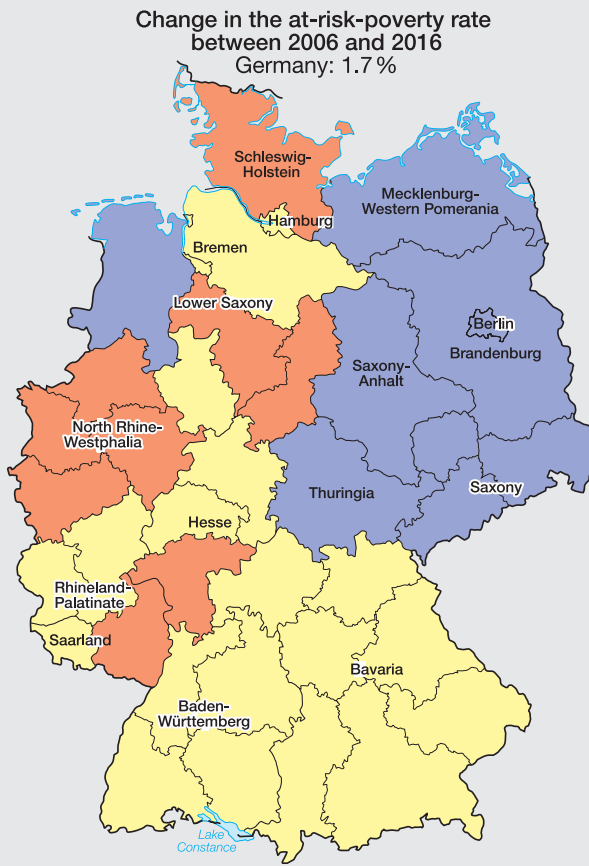 Change in the at-risk-poverty rate
between 2006 and 2016
Germany: 1.7 %
Schleswig-
Holstein
Mecklenburg-
Western Pomerania
Hamburg
Bremen
Lower Saxony
Berlin
Brandenburg
Saxony-
Anhalt
North Rhine-
Westphalia
Thuringia
Saxony
Hesse
Rhineland-
Palatinate
Saarland
Bavaria
Baden-
Württemberg
Lake
Constance